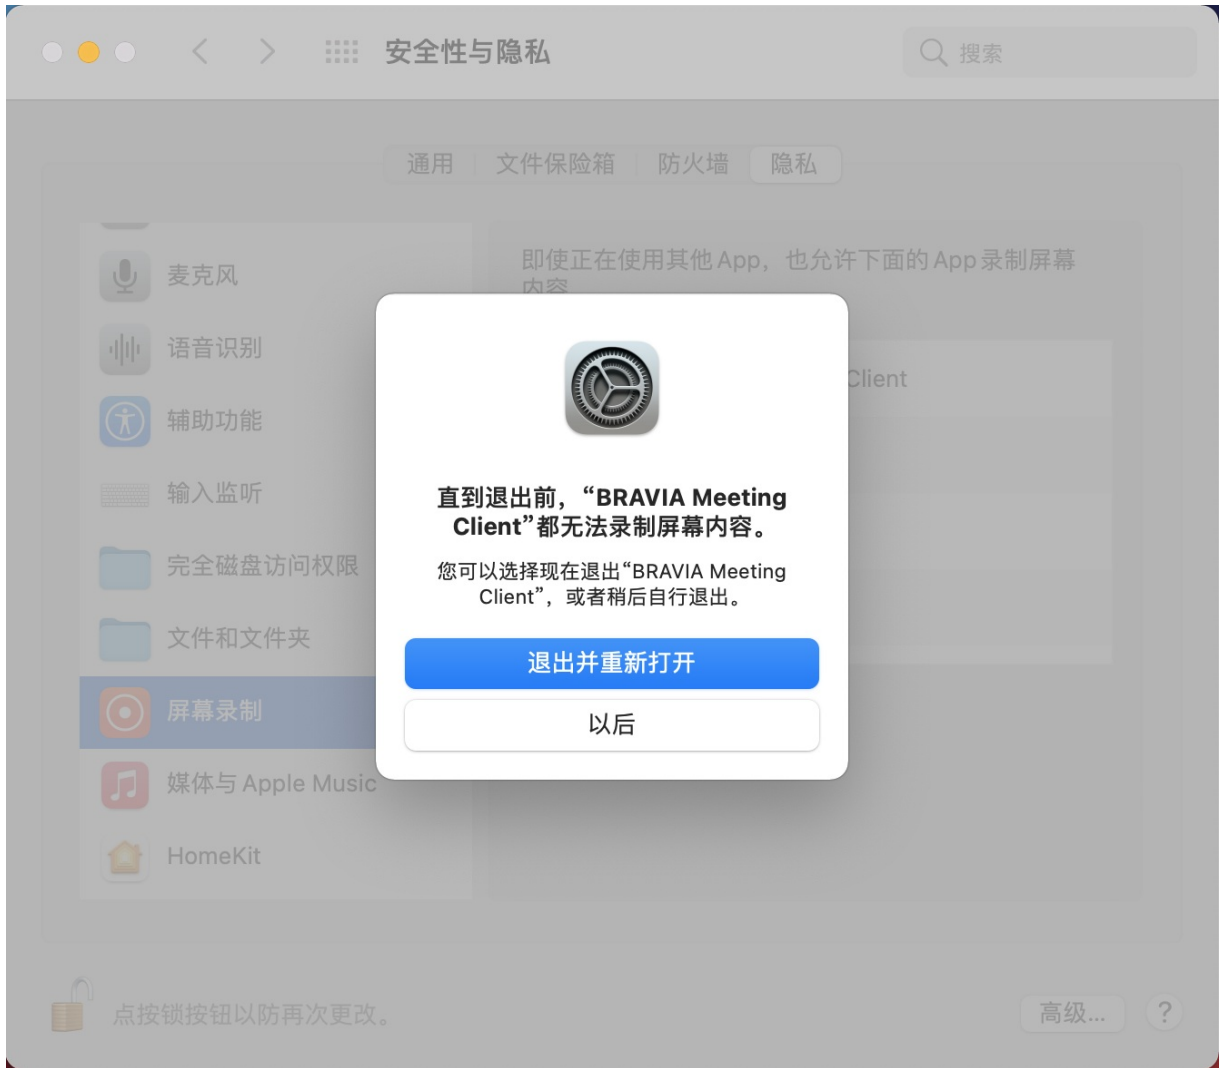 安全性与隐私
搜索
通用 文件保险箱 防火墙 隐私
麦克风
语音识别
辅助功能
输入监听
完全磁盘访问权限
文件和文件夹
屏幕录制
媒体与 Apple Music
HomeKit
即使正在使用其他 App，也允许下面的 App 录制屏幕
内容
Client
直到退出前，“BRAVIA Meeting
Client”都无法录制屏幕内容。
您可以选择现在退出“BRAVIA Meeting
Client”，或者稍后自行退出。
退出并重新打开
以后
点按锁按钮以防再次更改。
高级...
?